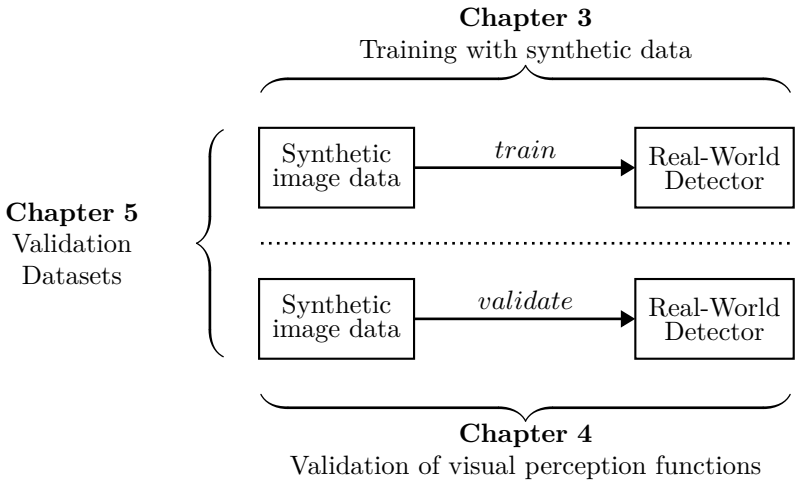 Chapter 3
Training with synthetic data
Synthetic
image data
train
Real-World
Detector
Chapter 5
Validation
Datasets
Synthetic
image data
validate
Real-World
Detector
Chapter 4
Validation of visual perception functions